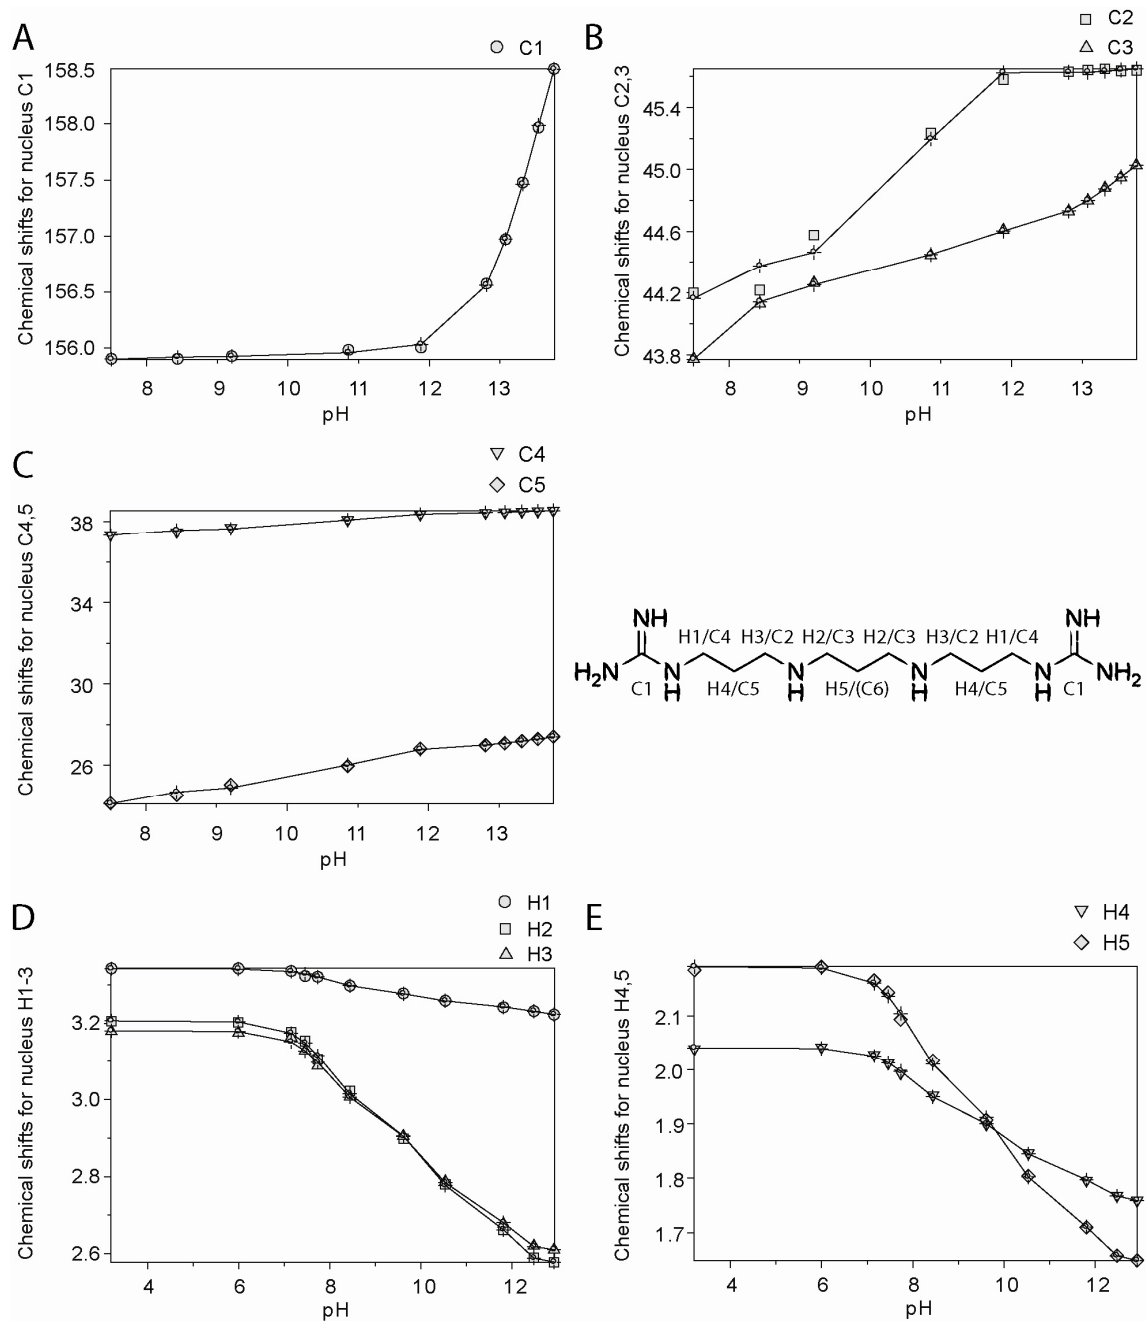 A
C1
Chemical shifts for nucleus C1
158.5
158.0
157.5
157.0
156.5
156.0
8 9 10 11 12 13
pH
B
C2
C3
Chemical shifts for nucleus C2,3
45.4
45.0
44.6
44.2
43.8
8 9 10 11 12 13
pH
C
C4
C5
Chemical shifts for nucleus C4,5
38
34
30
26
8 9 10 11 12 13
pH
NH NH
H1/C4 H3/C2 H2/C3 H2/C3 H3/C2 H1/C4
H2N C1 N H H4/C5 N H H5/(C6) N H H4/C5 N H C1 NH2
D
H1
H2
H3
Chemical shifts for nucleus H1-3
3.2
3.0
2.8
2.6
4 6 8 10 12
pH
E
H4
H5
Chemical shifts for nucleus H4,5
2.1
2.0
1.9
1.8
1.7
4 6 8 10 12
pH